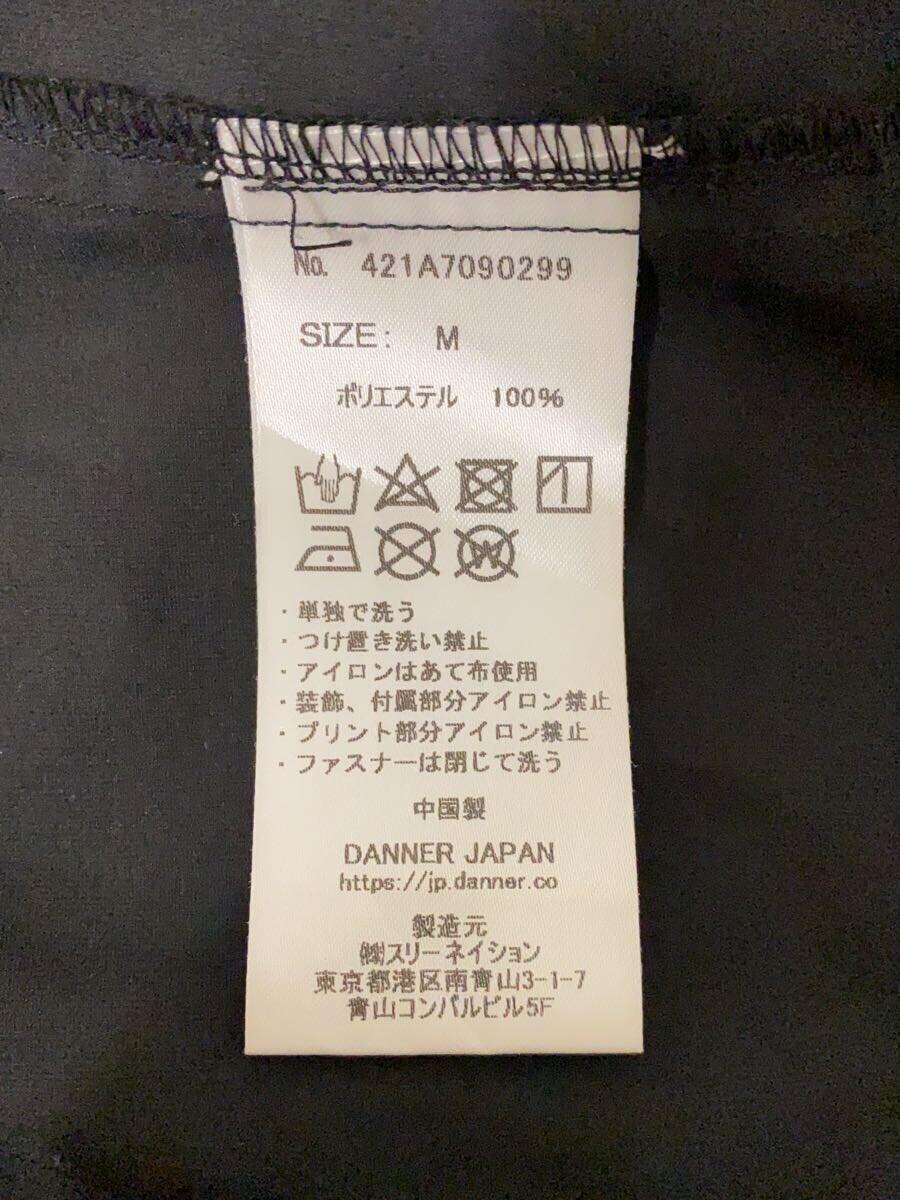 No. 421A7090299
SIZE: M
ポリエステル 100%
W
・単独で洗う
・つけ置き洗い禁止
・アイロンはあて布使用
・装飾、付属部分アイロン禁止
・プリント部分アイロン禁止
・ファスナーは閉じて洗う
中国製
DANNER JAPAN
https://jp.danner.co
製造元
㈱スリーネイション
東京都港区南青山3-1-7
青山コンパルビル5F